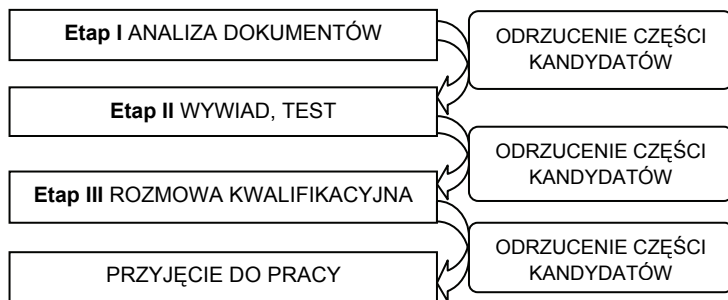 Etap I ANALIZA DOKUMENTÓW
ODRZUCENIE CZĘŚCI
KANDYDATÓW
Etap II WYWIAD, TEST
ODRZUCENIE CZĘŚCI
KANDYDATÓW
Etap III ROZMOWA KWALIFIKACYJNA
ODRZUCENIE CZĘŚCI
KANDYDATÓW
PRZYJĘCIE DO PRACY